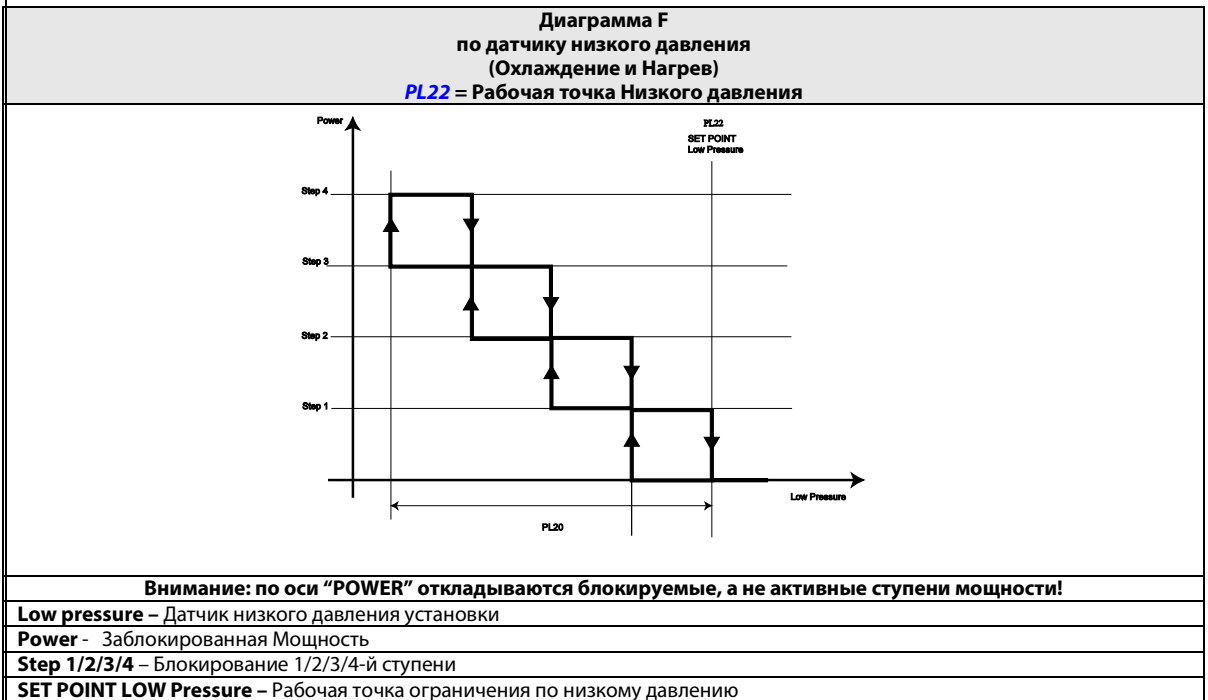 Диаграмма F
по датчику низкого давления
(Охлаждение и Нагрев)
PL22 = Рабочая точка Низкого давления
Power
PL22
SET POINT
Low Pressure
Step 4
Step 3
Step 2
Step 1
Low Pressure
PL20
Внимание: по оси “POWER” откладываются блокируемые, а не активные ступени мощности!
Low pressure – Датчик низкого давления установки
Power - Заблокированная Мощность
Step 1/2/3/4 – Блокирование 1/2/3/4-й ступени
SET POINT LOW Pressure – Рабочая точка ограничения по низкому давлению